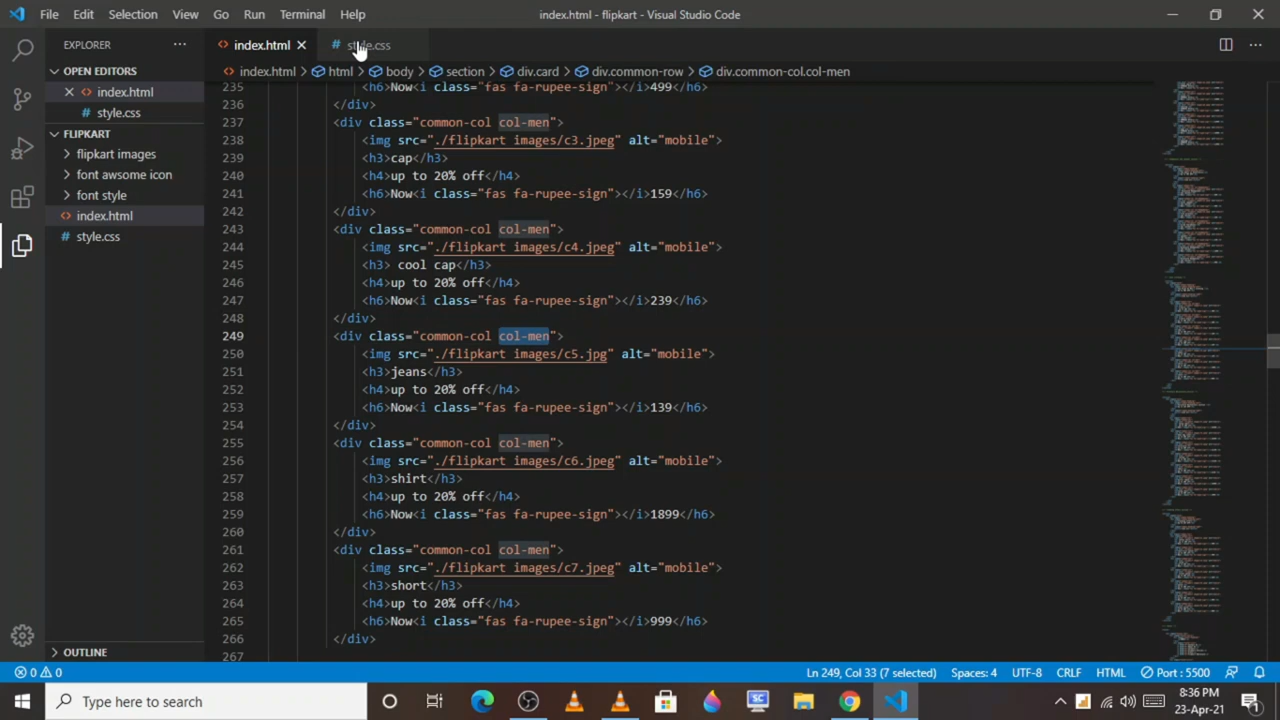 File Edit Selection View Go Run Terminal Help index.html - flipkart - Visual Studio Code
EXPLORER
OPEN EDITORS
index.html
style.css
FLIPKART
flipkart images
font awsome icon
font style
index.html
style.css
OUTLINE
index.html style.css
index.html > html > body > section > div.card > div.common-row > div.common-col.col-men
235 <h6>Now<i class="fas fa-rupee-sign"></i>499</h6>
236 </div>
237 <div class="common-col col-men">
238 <img src="./flipkart images/c3.jpeg" alt="mobile">
239 <h3>cap</h3>
240 <h4>up to 20% off</h4>
241 <h6>Now<i class="fas fa-rupee-sign"></i>159</h6>
242 </div>
243 <div class="common-col col-men">
244 <img src="./flipkart images/c4.jpeg" alt="mobile">
245 <h3> cool cap</h3>
246 <h4>up to 20% off</h4>
247 <h6>Now<i class="fas fa-rupee-sign"></i>239</h6>
248 </div>
249 <div class="common-col col-men">
250 <img src="./flipkart images/c5.jpg" alt="mobile">
251 <h3>jeans</h3>
252 <h4>up to 20% off</h4>
253 <h6>Now<i class="fas fa-rupee-sign"></i>139</h6>
254 </div>
255 <div class="common-col col-men">
256 <img src="./flipkart images/c6.jpeg" alt="mobile">
257 <h3>shirt</h3>
258 <h4>up to 20% off</h4>
259 <h6>Now<i class="fas fa-rupee-sign"></i>1899</h6>
260 </div>
261 <div class="common-col col-men">
262 <img src="./flipkart images/c7.jpeg" alt="mobile">
263 <h3>short</h3>
264 <h4>up to 20% off</h4>
265 <h6>Now<i class="fas fa-rupee-sign"></i>999</h6>
266 </div>
267
0 0 Ln 249, Col 33 (7 selected) Spaces: 4 UTF-8 CRLF HTML Port : 5500
Type here to search
8:36 PM
23-Apr-21